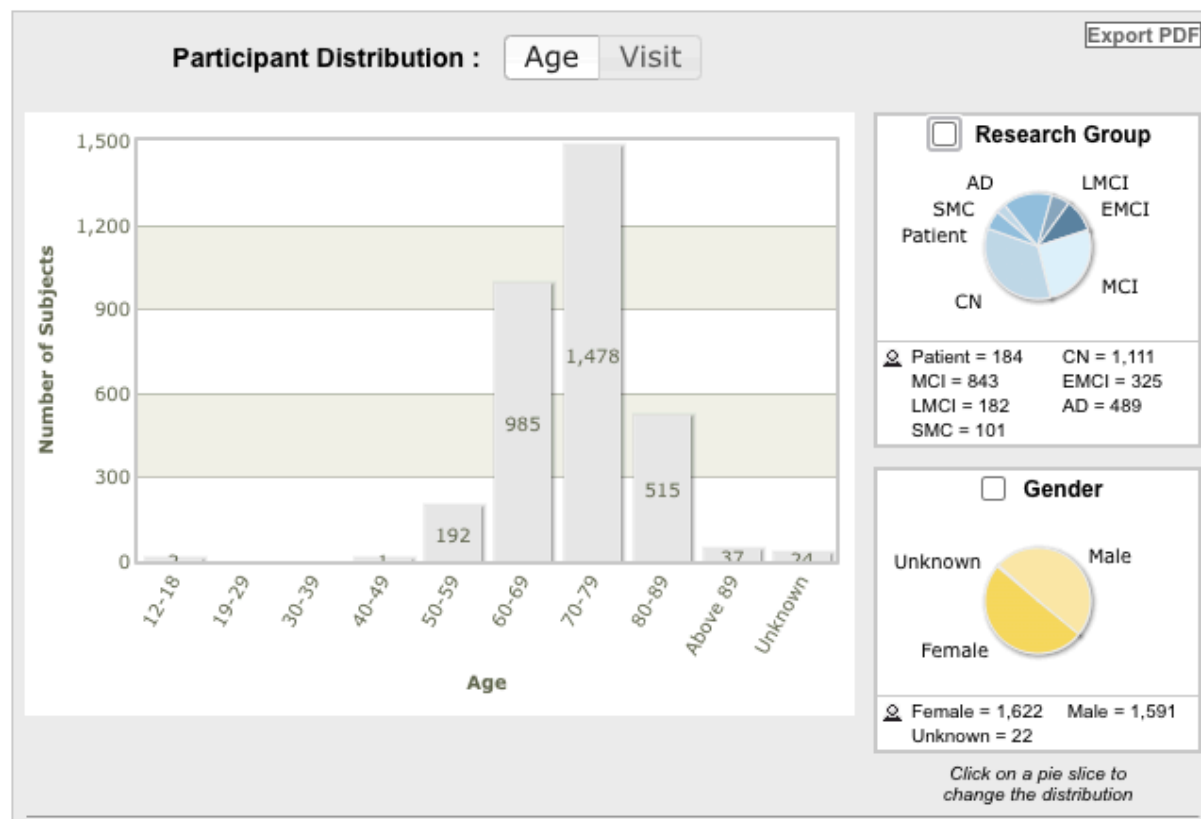 Export PDF
Participant Distribution :
Age
Visit
1,500
1,200
900
600
300
0
Number of Subjects
192
985
1,478
515
37
24
12-18
19-29
30-39
40-49
50-59
60-69
70-79
80-89
Above 89
Unknown
Age
Research Group
AD
LMCI
SMC
EMCI
Patient
MCI
CN
Patient = 184 CN = 1,111
MCI = 843 EMCI = 325
LMCI = 182 AD = 489
SMC = 101
Gender
Unknown
Male
Female
Female = 1,622 Male = 1,591
Unknown = 22
Click on a pie slice to
change the distribution